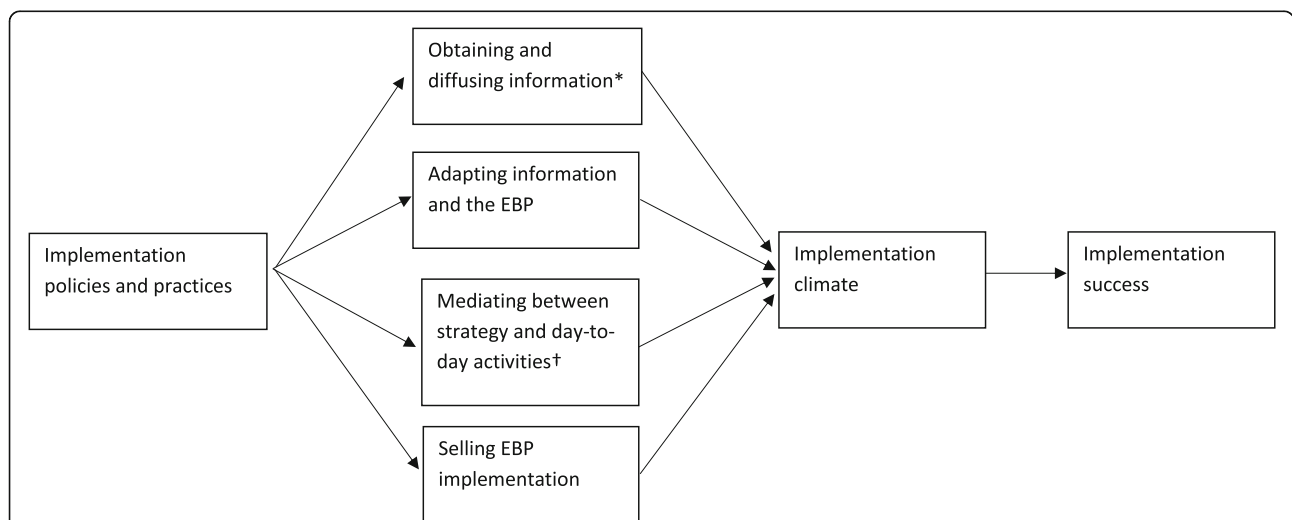 Obtaining and
diffusing information*
Adapting information
and the EBP
Implementation
policies and practices
Mediating between
strategy and day-to-
day activities†
Selling EBP
implementation
Implementation
climate
Implementation
success